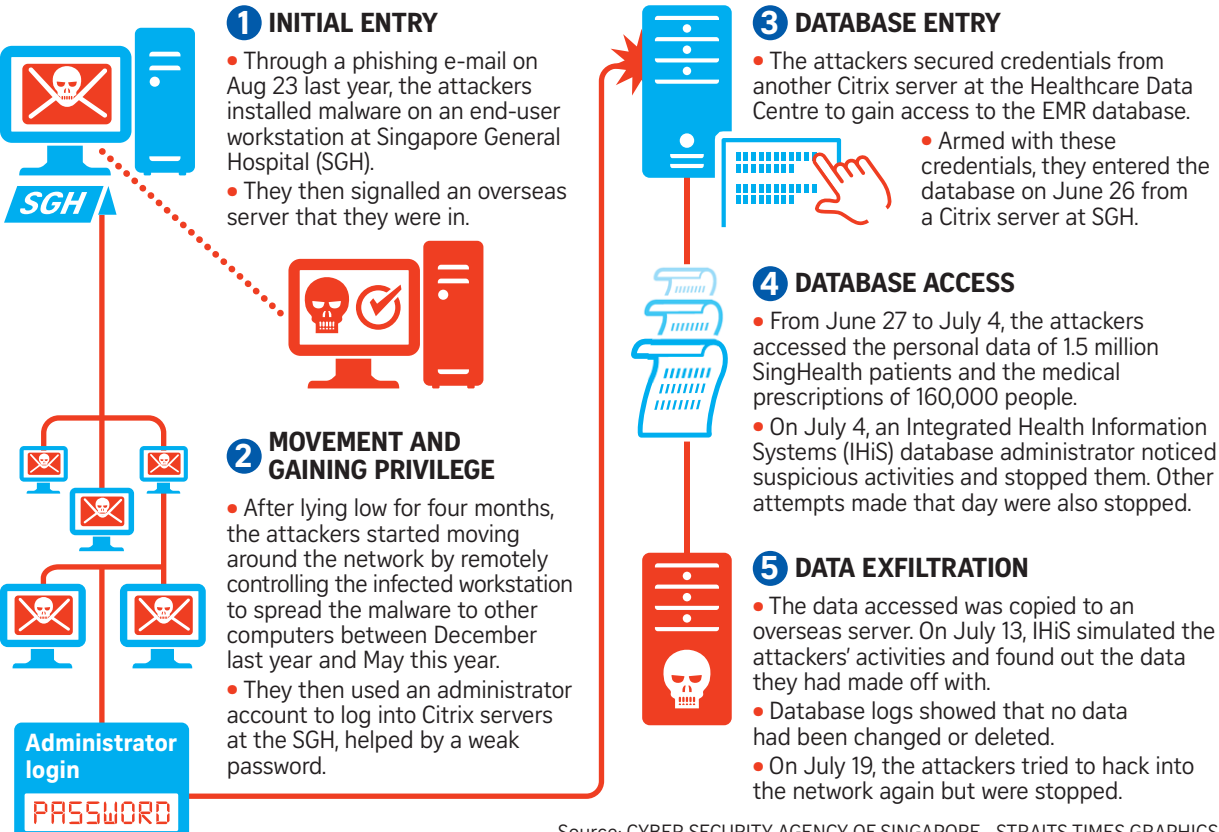 1 INITIAL ENTRY
• Through a phishing e-mail on
Aug 23 last year, the attackers
installed malware on an end-user
workstation at Singapore General
Hospital (SGH).
• They then signalled an overseas
server that they were in.
SGH
2 MOVEMENT AND
GAINING PRIVILEGE
• After lying low for four months,
the attackers started moving
around the network by remotely
controlling the infected workstation
to spread the malware to other
computers between December
last year and May this year.
• They then used an administrator
account to log into Citrix servers
at the SGH, helped by a weak
password.
Administrator
login
PASSWORD
3 DATABASE ENTRY
• The attackers secured credentials from
another Citrix server at the Healthcare Data
Centre to gain access to the EMR database.
• Armed with these
credentials, they entered the
database on June 26 from
a Citrix server at SGH.
4 DATABASE ACCESS
• From June 27 to July 4, the attackers
accessed the personal data of 1.5 million
SingHealth patients and the medical
prescriptions of 160,000 people.
• On July 4, an Integrated Health Information
Systems (IHiS) database administrator noticed
suspicious activities and stopped them. Other
attempts made that day were also stopped.
5 DATA EXFILTRATION
• The data accessed was copied to an
overseas server. On July 13, IHiS simulated the
attackers' activities and found out the data
they had made off with.
• Database logs showed that no data
had been changed or deleted.
• On July 19, the attackers tried to hack into
the network again but were stopped.
Source: CYBER SECURITY AGENCY OF SINGAPORE STRAITS TIMES GRAPHICS